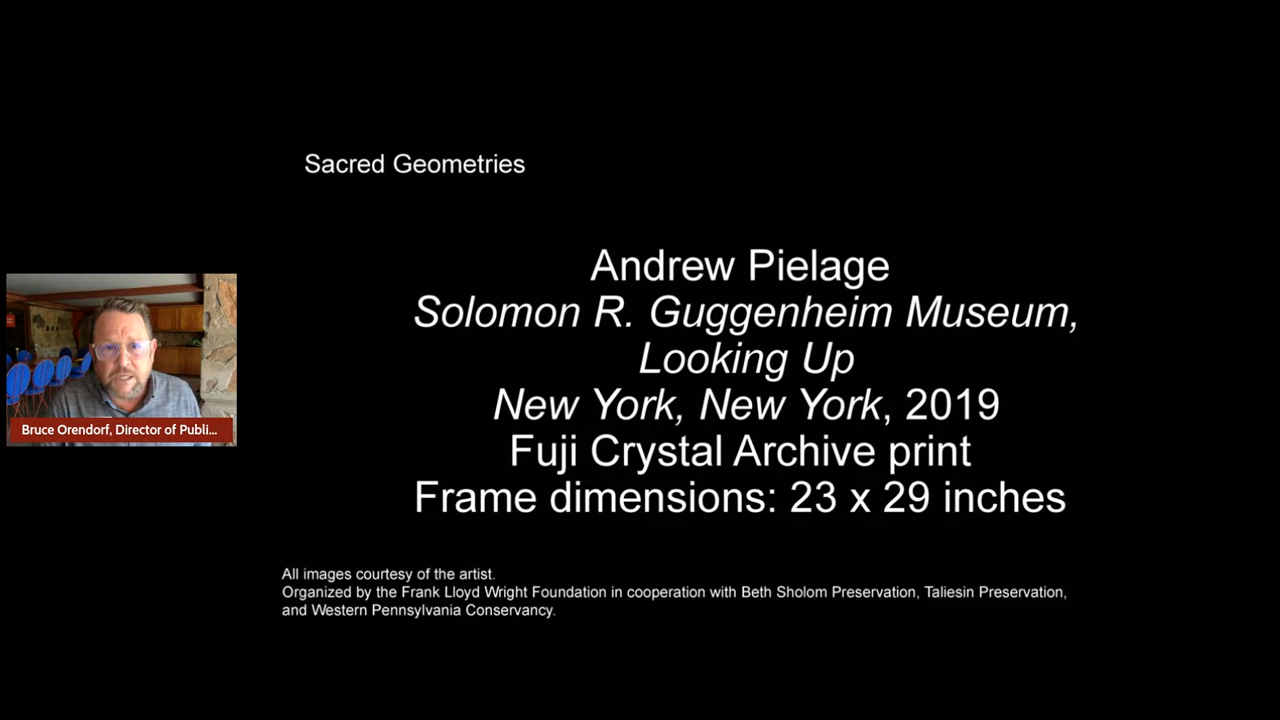 Sacred Geometries
Andrew Pielage
Solomon R. Guggenheim Museum,
Looking Up
New York, New York, 2019
Fuji Crystal Archive print
Frame dimensions: 23 x 29 inches
Bruce Orendorf, Director of Publi...
All images courtesy of the artist.
Organized by the Frank Lloyd Wright Foundation in cooperation with Beth Sholom Preservation, Taliesin Preservation,
and Western Pennsylvania Conservancy.